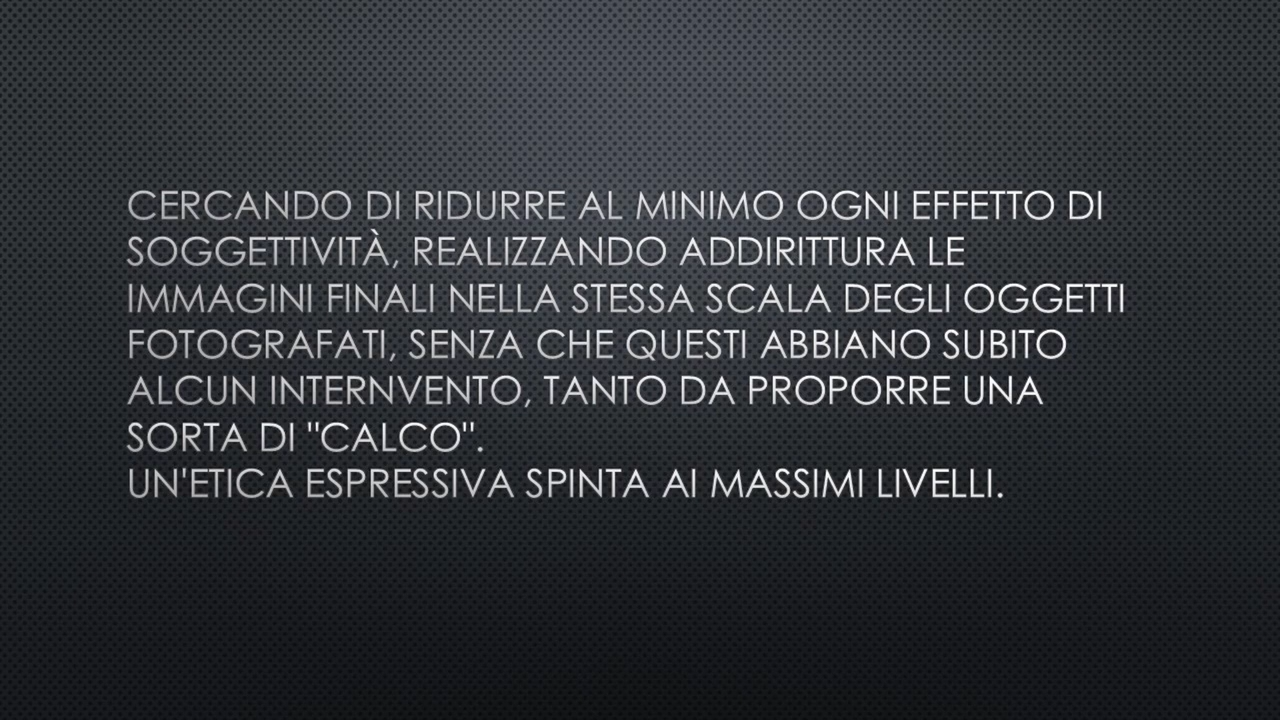 CERCANDO DI RIDURRE AL MINIMO OGNI EFFETTO DI
SOGGETTIVITÀ, REALIZZANDO ADDIRITTURA LE
IMMAGINI FINALI NELLA STESSA SCALA DEGLI OGGETTI
FOTOGRAFATI, SENZA CHE QUESTI ABBIANO SUBITO
ALCUN INTERNVENTO, TANTO DA PROPORRE UNA
SORTA DI "CALCO".
UN'ETICA ESPRESSIVA SPINTA AI MASSIMI LIVELLI.